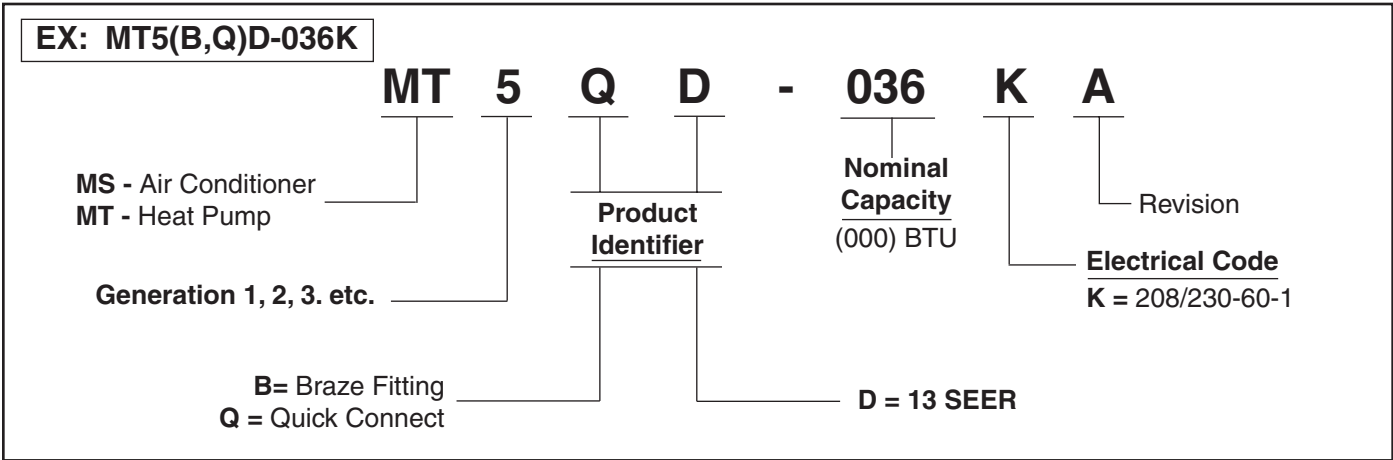 EX: MT5(B,Q)D-036K
MT 5 Q D - 036 K A
MS - Air Conditioner
MT - Heat Pump
Generation 1, 2, 3. etc.
Product
Identifier
B= Braze Fitting
Q = Quick Connect
D = 13 SEER
Nominal
Capacity
(000) BTU
Revision
Electrical Code
K = 208/230-60-1